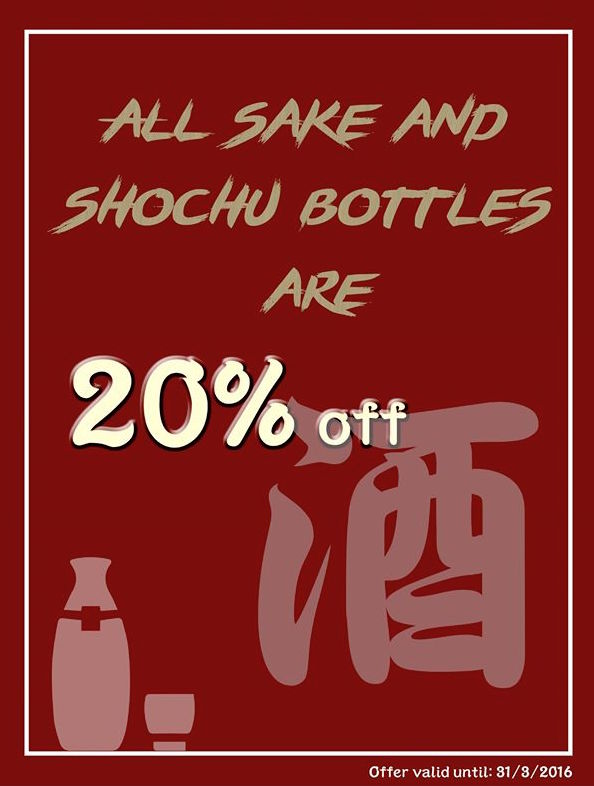 ALL SAKE AND
SHOCHU BOTTLES
ARE
20% off
酒
Offer valid until: 31/3/2016